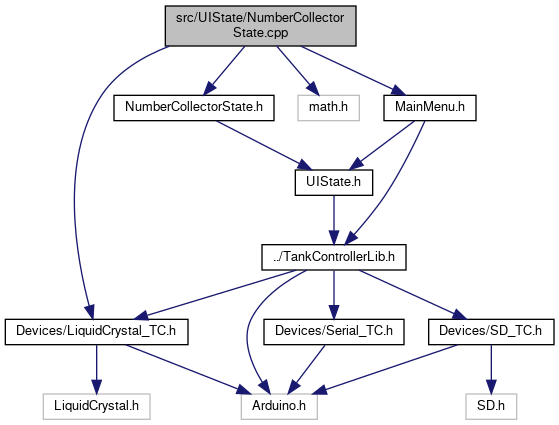 src/UIState/NumberCollector
State.cpp
NumberCollectorState.h
math.h
MainMenu.h
UIState.h
../TankControllerLib.h
Devices/LiquidCrystal_TC.h
Devices/Serial_TC.h
Devices/SD_TC.h
LiquidCrystal.h
Arduino.h
SD.h